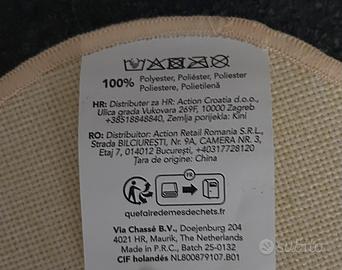 100% Polyester, Poliéster, Poliester
Poliestere, Polietilenă
HR: Distributer za HR: Action Croatia d.o.o.,
Ulica grada Vukovara 269F, 10000 Zagreb
+38518848840, Zemlja porijekla: Kini
RO: Distribuitor: Action Retail Romania S.R.L.,
Strada BILCIUREȘTI, Nr. 9A, CAMERA NR. 3,
Etaj 7, 014012 București, +40317728120
Țara de origine: China
FR
quefairedemesdechets.fr
Via Chassé B.V., Doejenburg 204
4021 HR, Maurik, The Netherlands
Made in P.R.C., Batch 25-0132
CIF holandés NL800879107.B01
subito